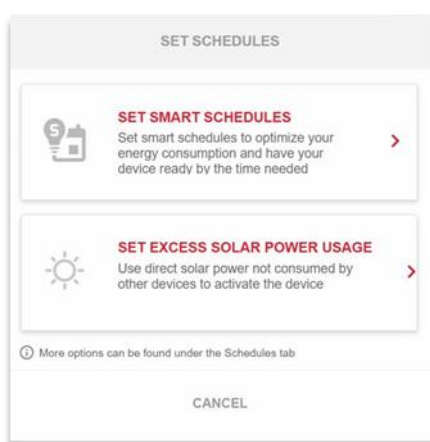 SET SCHEDULES
SET SMART SCHEDULES
Set smart schedules to optimize your
energy consumption and have your
device ready by the time needed
SET EXCESS SOLAR POWER USAGE
Use direct solar power not consumed by
other devices to activate the device
More options can be found under the Schedules tab
CANCEL